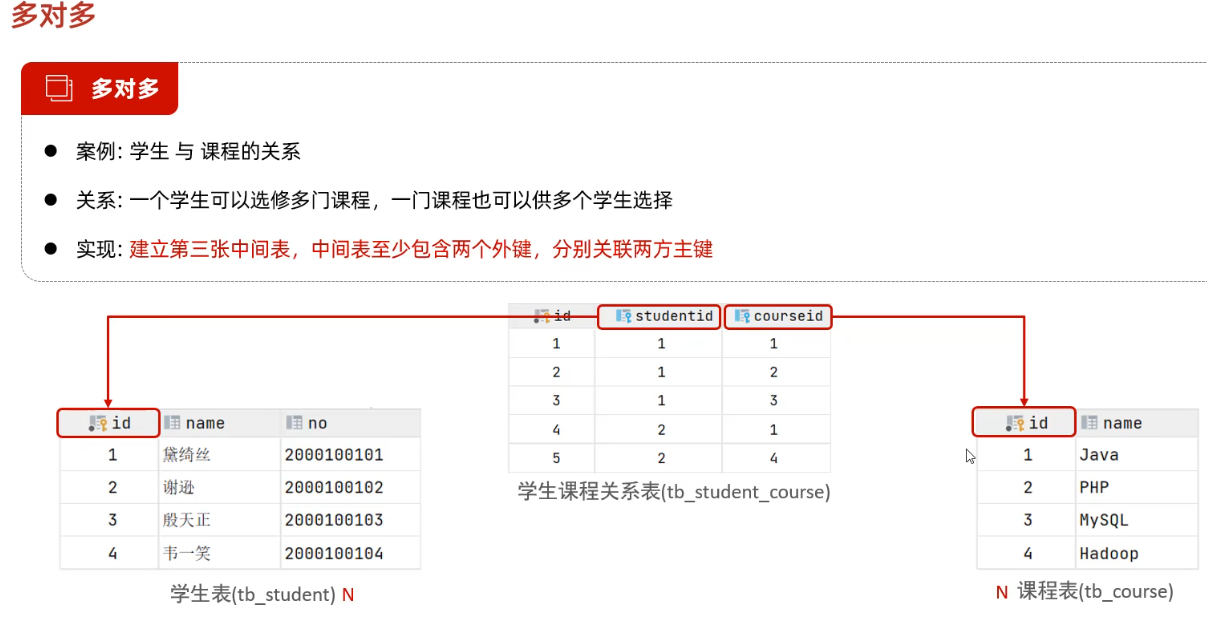 多对多
多对多
● 案例: 学生 与 课程的关系
● 关系: 一个学生可以选修多门课程，一门课程也可以供多个学生选择
● 实现: 建立第三张中间表，中间表至少包含两个外键，分别关联两方主键
id studentid courseid
1 1 1
2 1 2
3 1 3
4 2 1
5 2 4
学生课程关系表(tb_student_course)
id name no
1 黛绮丝 2000100101
2 谢逊 2000100102
3 殷天正 2000100103
4 韦一笑 2000100104
学生表(tb_student) N
id name
1 Java
2 PHP
3 MySQL
4 Hadoop
N 课程表(tb_course)